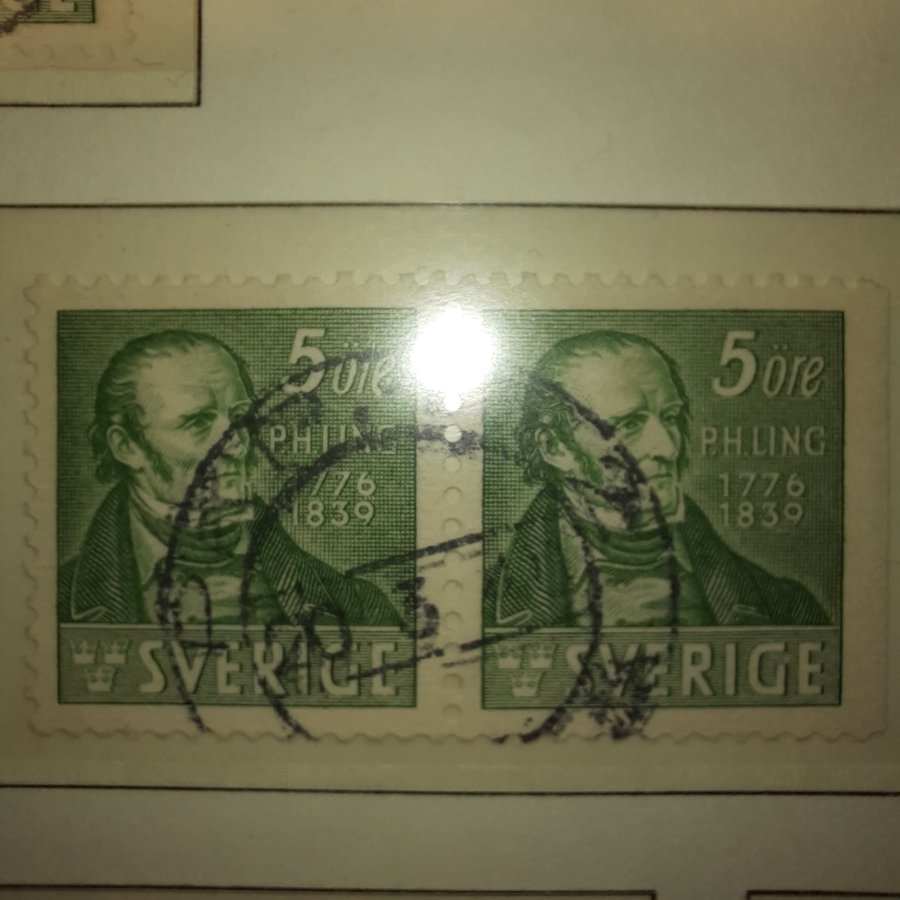 5 öre
P.H.LING
1776
1839
SVERIGE
5 öre
P.H.LING
1776
1839
SVERIGE